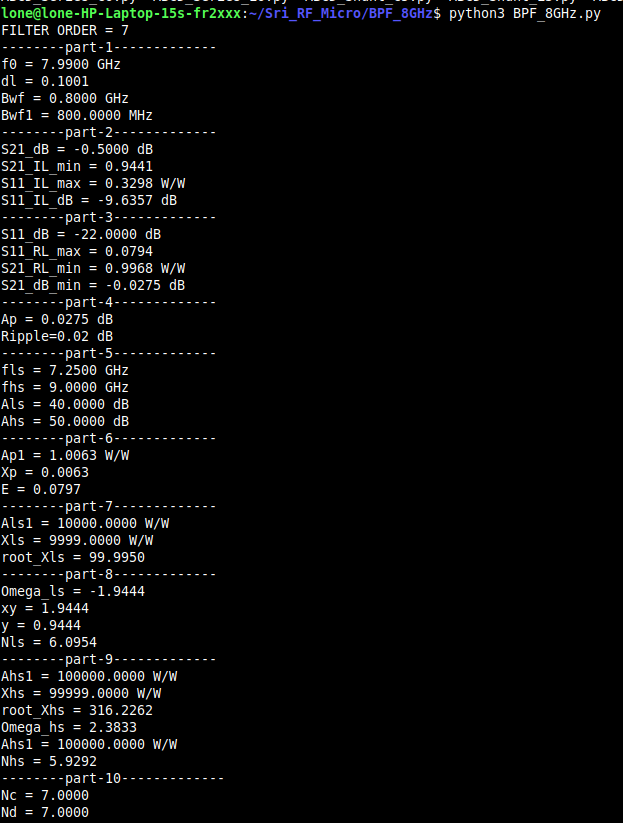 lone@lone-HP-Laptop-15s-fr2xxx:~/Sri_RF_Micro/BPF_8GHz$ python3 BPF_8GHz.py
FILTER ORDER = 7
--------part-1-------------
f0 = 7.9900 GHz
dl = 0.1001
Bwf = 0.8000 GHz
Bwf1 = 800.0000 MHz
--------part-2-------------
S21_dB = -0.5000 dB
S21_IL_min = 0.9441
S11_IL_max = 0.3298 W/W
S11_IL_dB = -9.6357 dB
--------part-3-------------
S11_dB = -22.0000 dB
S11_RL_max = 0.0794
S21_RL_min = 0.9968 W/W
S21_dB_min = -0.0275 dB
--------part-4-------------
Ap = 0.0275 dB
Ripple=0.02 dB
--------part-5-------------
fls = 7.2500 GHz
fhs = 9.0000 GHz
Als = 40.0000 dB
Ahs = 50.0000 dB
--------part-6-------------
Ap1 = 1.0063 W/W
Xp = 0.0063
E = 0.0797
--------part-7-------------
Als1 = 10000.0000 W/W
Xls = 9999.0000 W/W
root_Xls = 99.9950
--------part-8-------------
Omega_ls = -1.9444
xy = 1.9444
y = 0.9444
Nls = 6.0954
--------part-9-------------
Ahs1 = 100000.0000 W/W
Xhs = 99999.0000 W/W
root_Xhs = 316.2262
Omega_hs = 2.3833
Ahs1 = 100000.0000 W/W
Nhs = 5.9292
--------part-10-------------
Nc = 7.0000
Nd = 7.0000